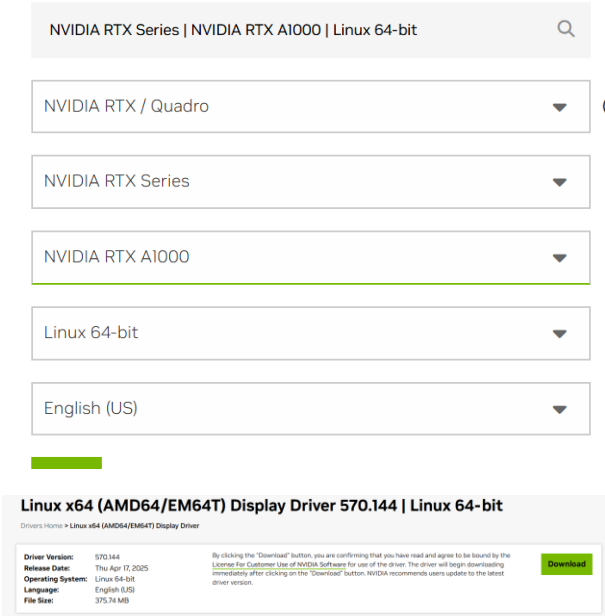 NVIDIA RTX Series | NVIDIA RTX A1000 | Linux 64-bit
NVIDIA RTX / Quadro
NVIDIA RTX Series
NVIDIA RTX A1000
Linux 64-bit
English (US)
Linux x64 (AMD64/EM64T) Display Driver 570.144 | Linux 64-bit
Drivers Home > Linux x64 (AMD64/EM64T) Display Driver
Driver Version: 570.144
Release Date: Thu Apr 17, 2025
Operating System: Linux 64-bit
Language: English (US)
File Size: 375.74 MB
By clicking the "Download" button, you are confirming that you have read and agree to be bound by the
License For Customer Use of NVIDIA Software for use of the driver. The driver will begin downloading
immediately after clicking on the "Download" button. NVIDIA recommends users update to the latest
driver version.
Download